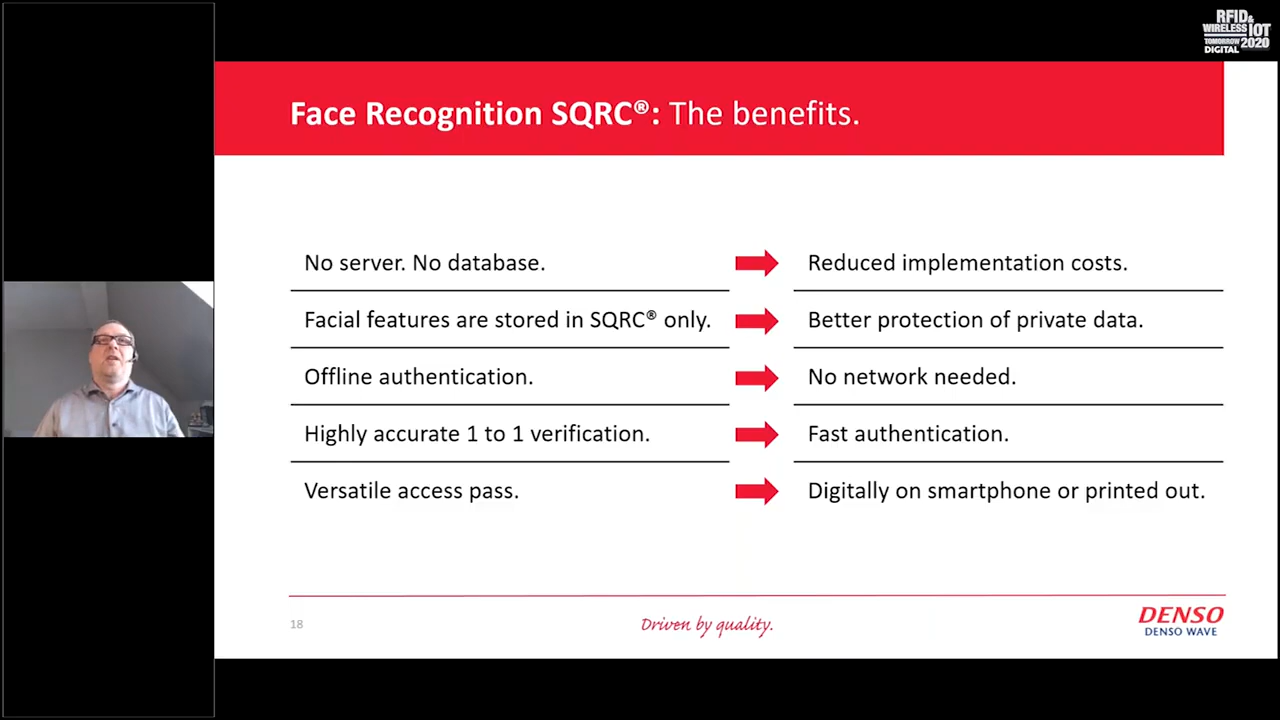 RFID&
WIRELESS IOT
TOMORROW 2020
DIGITAL
Face Recognition SQRC®: The benefits.
No server. No database.
Reduced implementation costs.
Facial features are stored in SQRC® only.
Better protection of private data.
Offline authentication.
No network needed.
Highly accurate 1 to 1 verification.
Fast authentication.
Versatile access pass.
Digitally on smartphone or printed out.
18
Driven by quality.
DENSO
DENSO WAVE